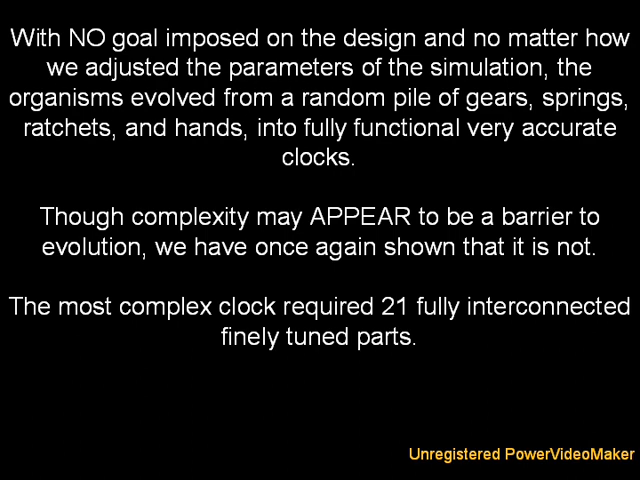 With NO goal imposed on the design and no matter how
we adjusted the parameters of the simulation, the
organisms evolved from a random pile of gears, springs,
ratchets, and hands, into fully functional very accurate
clocks.
Though complexity may APPEAR to be a barrier to
evolution, we have once again shown that it is not.
The most complex clock required 21 fully interconnected
finely tuned parts.
Unregistered PowerVideoMaker